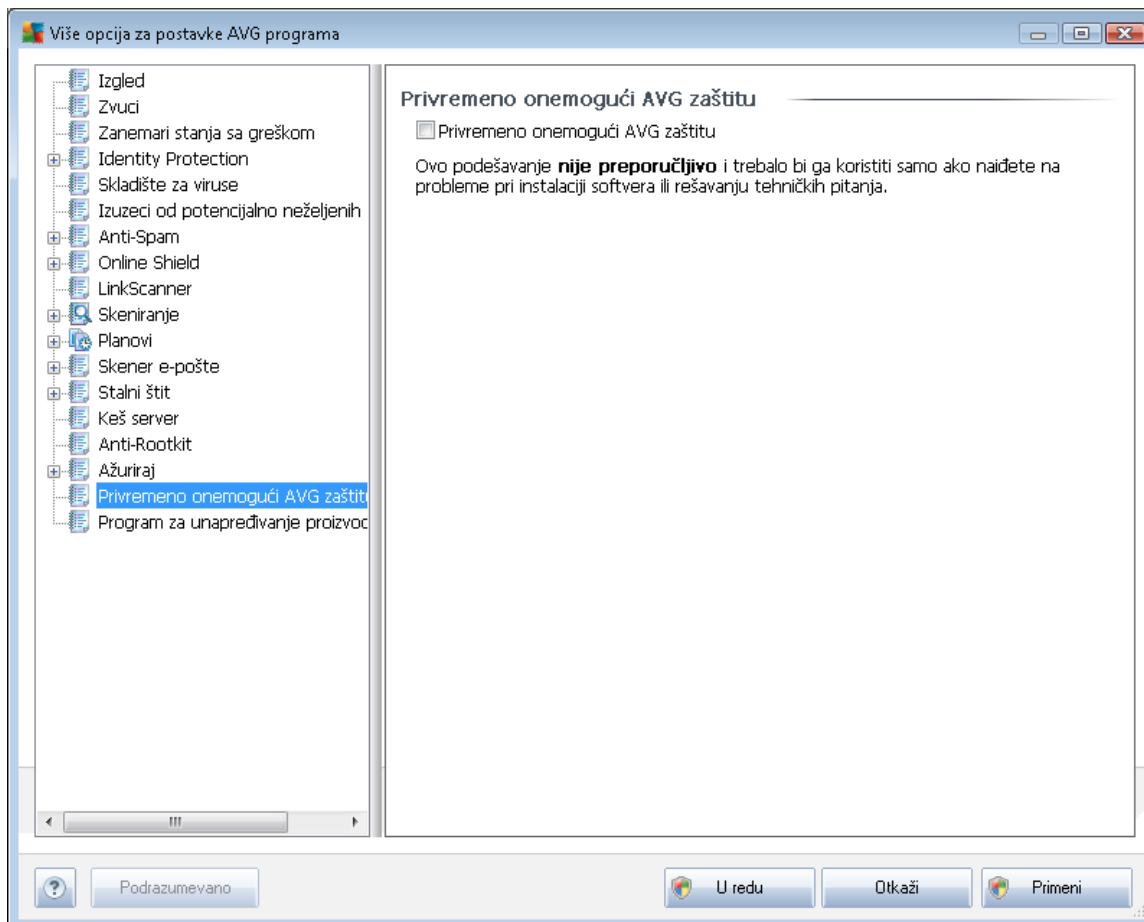 Više opcija za postavke AVG programa
Izgled
Zvuci
Zanemari stanja sa greškom
Identity Protection
Skladište za viruse
Izuzeci od potencijalno neželjenih
Anti-Spam
Online Shield
LinkScanner
Skeniranje
Planovi
Skener e-pošte
Stalni štit
Keš server
Anti-Rootkit
Ažuriraj
Privremeno onemogući AVG zaštitu
Program za unapređivanje proizvod
Privremeno onemogući AVG zaštitu
Privremeno onemogući AVG zaštitu
Ovo podešavanje nije preporučljivo i trebalo bi ga koristiti samo ako naiđete na
probleme pri instalaciji softvera ili rešavanju tehničkih pitanja.
?
Podrazumevano
U redu
Otkaži
Primeni